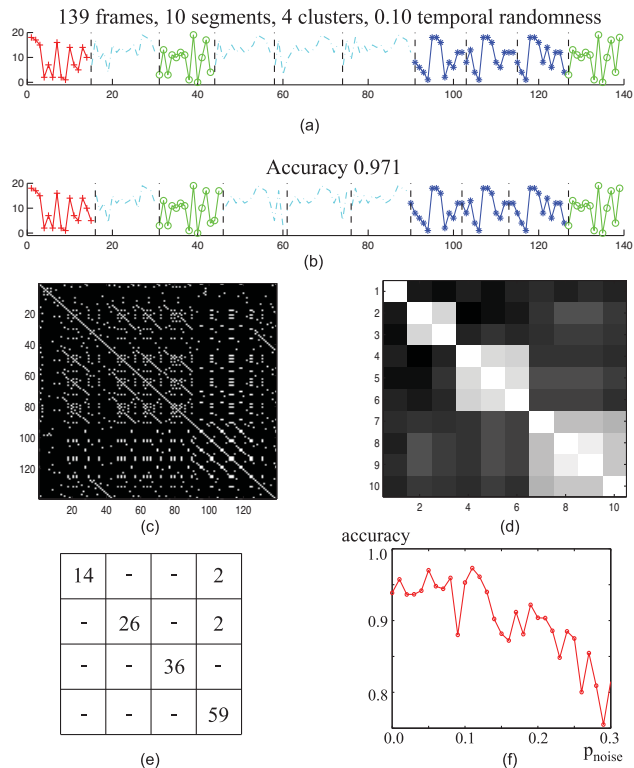 139 frames, 10 segments, 4 clusters, 0.10 temporal randomness
20
10
0
0 20 40 60 80 100 120 140
(a)
Accuracy 0.971
20
10
0
0 20 40 60 80 100 120 140
(b)
20
40
60
80
100
120
20 40 60 80 100 120
(c)
1
2
3
4
5
6
7
8
9
10
2 4 6 8 10
(d)
14 - - 2
- 26 - 2
- - 36 -
- - - 59
(e)
accuracy
1.0
0.9
0.8
0.0 0.1 0.2 0.3
p_noise
(f)